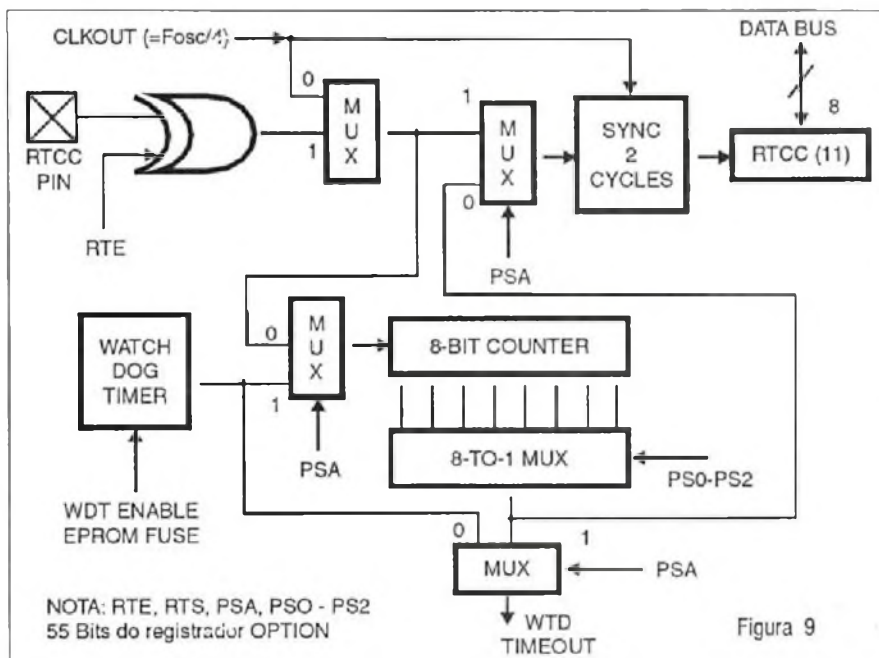 CLKOUT (=Fosc/4)
DATA BUS
0
8
RTCC
PIN
1
M
U
X
1
0
M
U
X
SYNC
2
CYCLES
RTCC (11)
RTE
PSA
WATCH
DOG
TIMER
0
1
M
U
X
8-BIT COUNTER
PSA
8-TO-1 MUX
PS0-PS2
WDT ENABLE
EPROM FUSE
0
1
MUX
PSA
WTD
TIMEOUT
NOTA: RTE, RTS, PSA, PSO - PS2
55 Bits do registrador OPTION
Figura 9